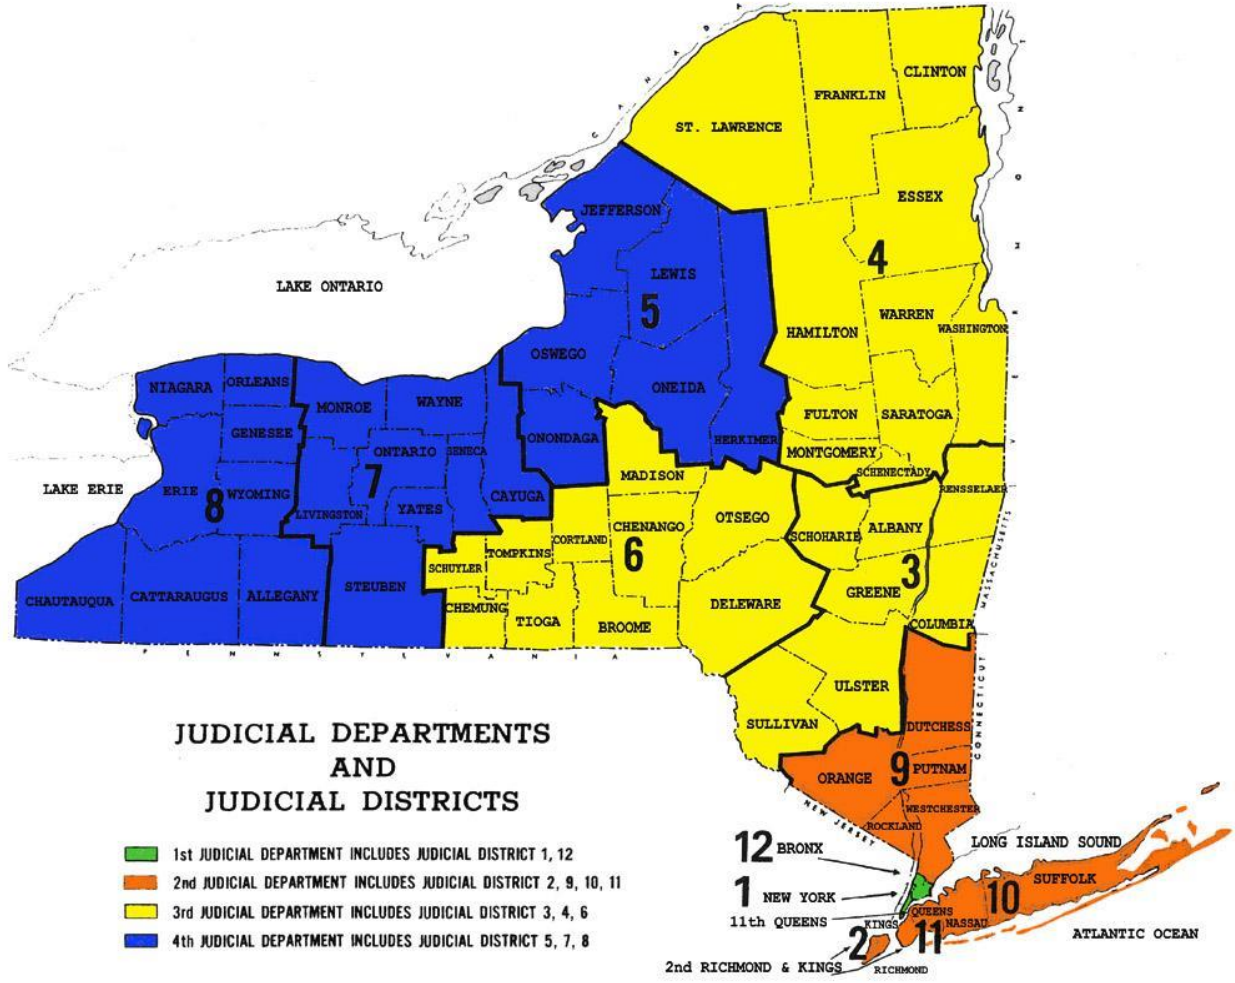 CANADA
CLINTON
FRANKLIN
ST. LAWRENCE
ESSEX
JEFFERSON
4
LEWIS
LAKE ONTARIO
5
WARREN
WASHINGTON
HAMILTON
OSWEGO
NIAGARA
ORLEANS
ONEIDA
WAYNE
MONROE
FULTON
SARATOGA
GENESEE
ONONDAGA
HERKIMER
ONTARIO
SENECA
MONTGOMERY
SCHENECTADY
MADISON
7
LAKE ERIE
ERIE
8
WYOMING
CAYUGA
RENSSELAER
LIVINGSTON
YATES
OTSEGO
CHENANGO
ALBANY
SCHOHARIE
CORTLAND
TOMPKINS
6
SCHUYLER
MASSACHUSETTS
3
STEUBEN
GREENE
CHAUTAUQUA
CATTARAUGUS
ALLEGANY
CHEMUNG
DELEWARE
TIOGA
BROOME
COLUMBIA
PENNSYLVANIA
CONNECTICUT
ULSTER
SULLIVAN
DUTCHESS
JUDICIAL DEPARTMENTS
AND
JUDICIAL DISTRICTS
9
PUTNAM
ORANGE
WESTCHESTER
NEW JERSEY
ROCKLAND
12 BRONX
LONG ISLAND SOUND
1st JUDICIAL DEPARTMENT INCLUDES JUDICIAL DISTRICT 1, 12
2nd JUDICIAL DEPARTMENT INCLUDES JUDICIAL DISTRICT 2, 9, 10, 11
3rd JUDICIAL DEPARTMENT INCLUDES JUDICIAL DISTRICT 3, 4, 6
4th JUDICIAL DEPARTMENT INCLUDES JUDICIAL DISTRICT 5, 7, 8
SUFFOLK
1 NEW YORK
10
11th QUEENS
QUEENS
KINGS
NASSAU
11
2
ATLANTIC OCEAN
2nd RICHMOND & KINGS
RICHMOND